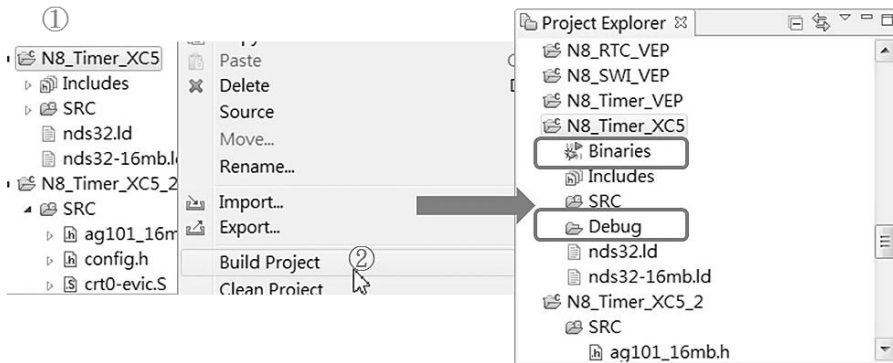 ①
N8_Timer_XC5
Includes
SRC
nds32.ld
N8_Timer_XC5_2
SRC
config.h
crt0-evic.S
Paste
Delete
Source
Move...
Rename...
Import...
Export...
Build Project ②
Clean Project
Project Explorer
N8_RTC_VEP
N8_SWI_VEP
N8_Timer_VEP
N8_Timer_XC5
Binaries
Includes
SRC
Debug
nds32.ld
nds32-16mb.ld
N8_Timer_XC5_2
SRC
ag101_16mb.h